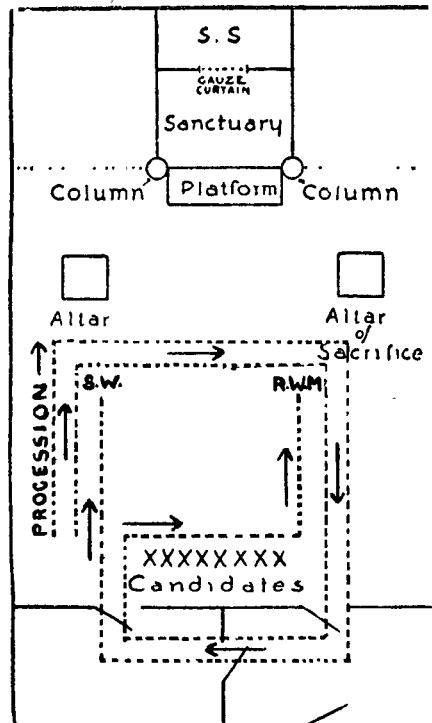 S.S
GAUZE
CURTAIN
Sanctuary
Column Platform Column
Altar Altar
of
Sacrifice
S.W. R.W.M
PROCESSION
XXXXXXXX
Candidates